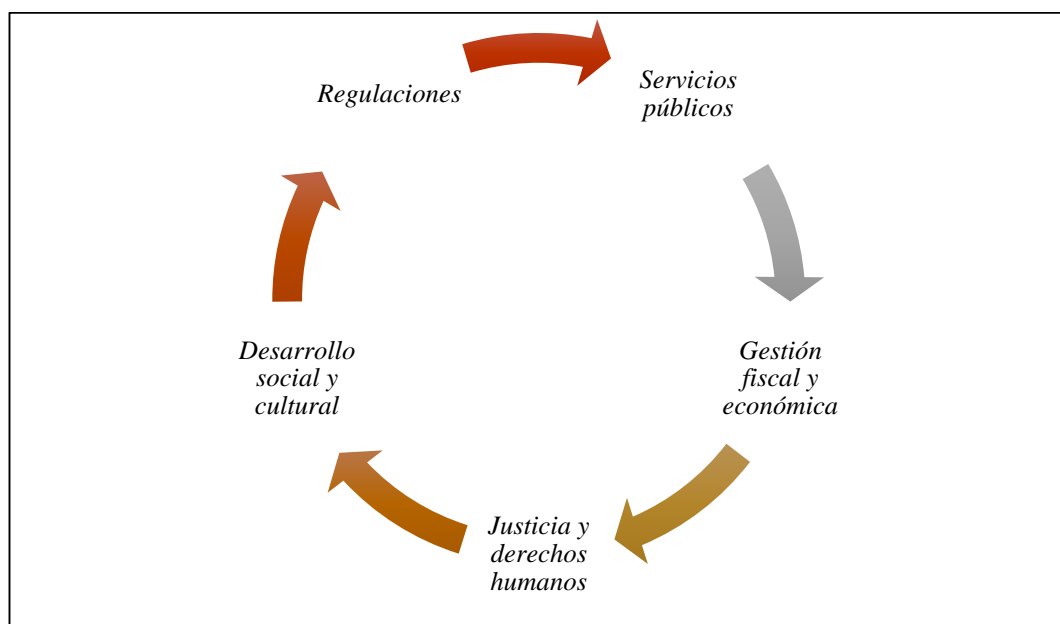 Regulaciones
Servicios
públicos
Gestión
fiscal y
económica
Justicia y
derechos
humanos
Desarrollo
social y
cultural